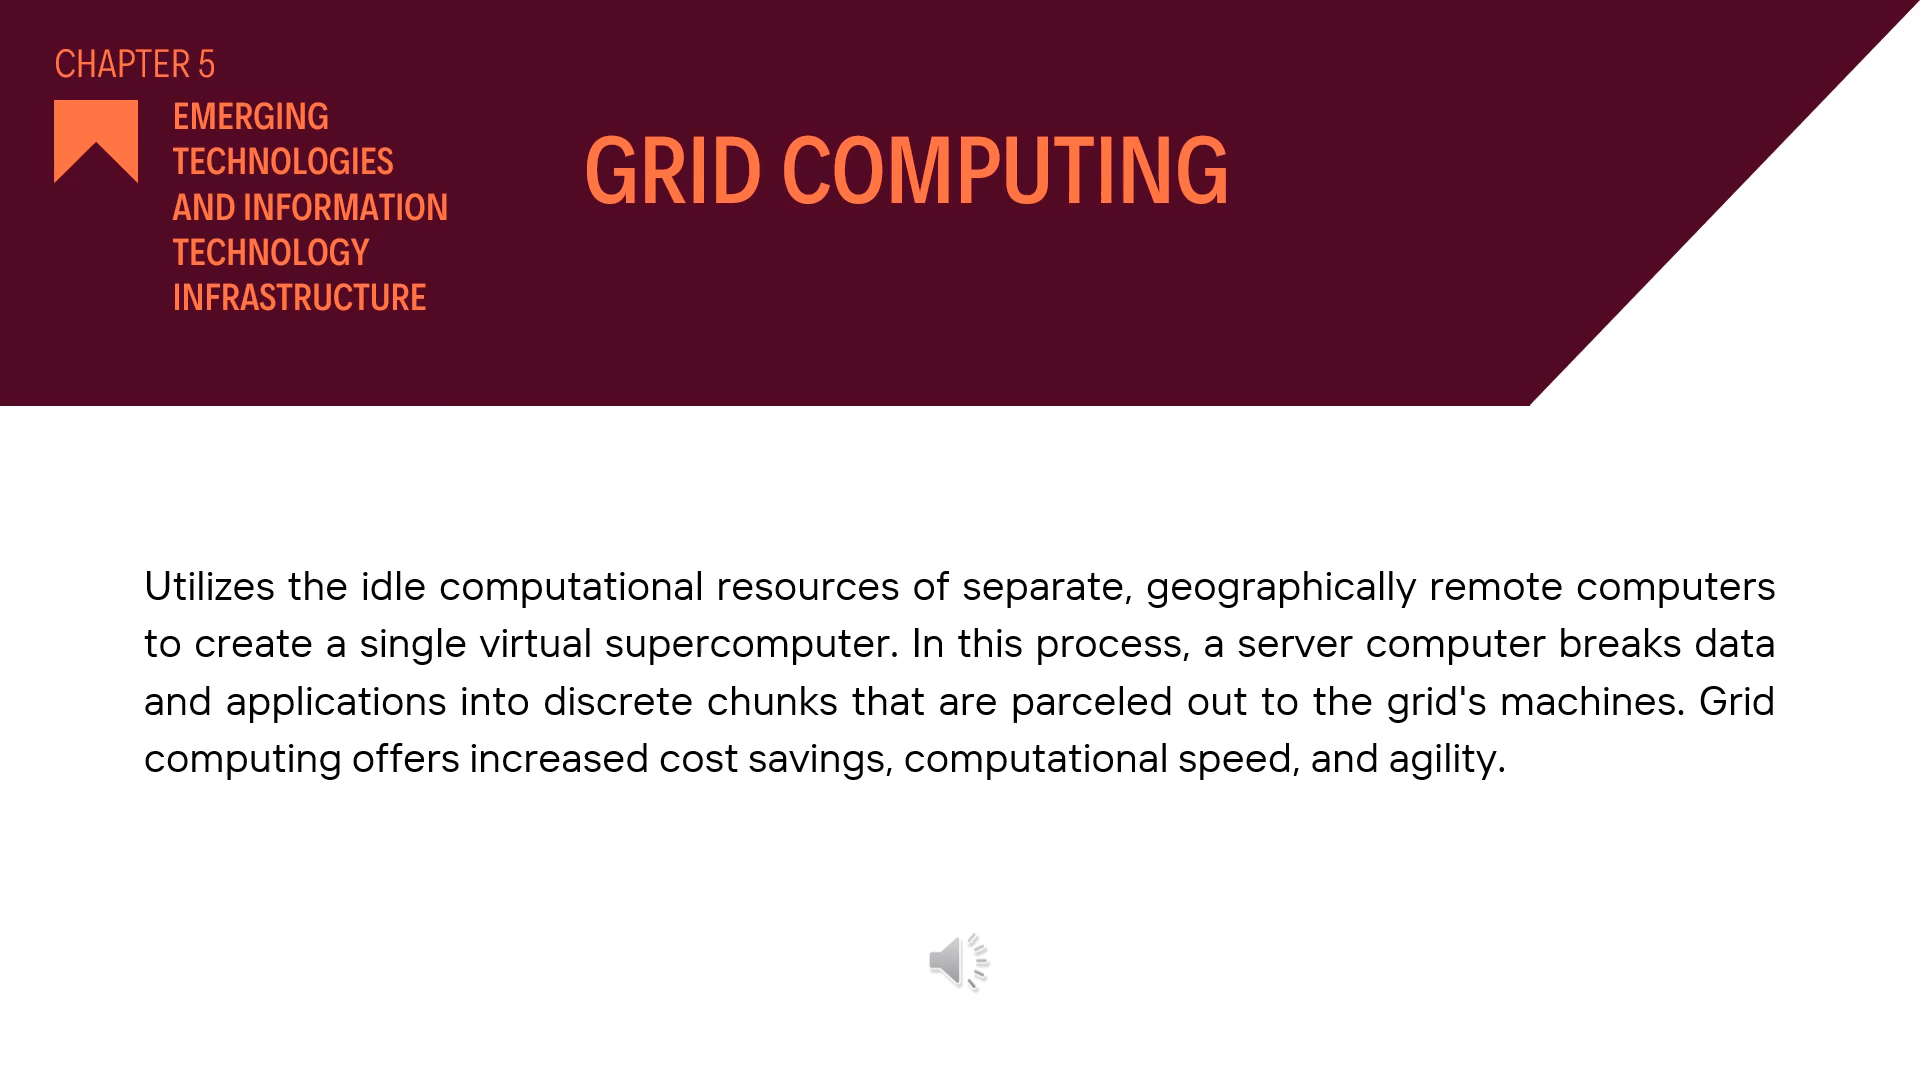 CHAPTER 5
EMERGING
TECHNOLOGIES
AND INFORMATION
TECHNOLOGY
INFRASTRUCTURE
GRID COMPUTING
Utilizes the idle computational resources of separate, geographically remote computers
to create a single virtual supercomputer. In this process, a server computer breaks data
and applications into discrete chunks that are parceled out to the grid's machines. Grid
computing offers increased cost savings, computational speed, and agility.